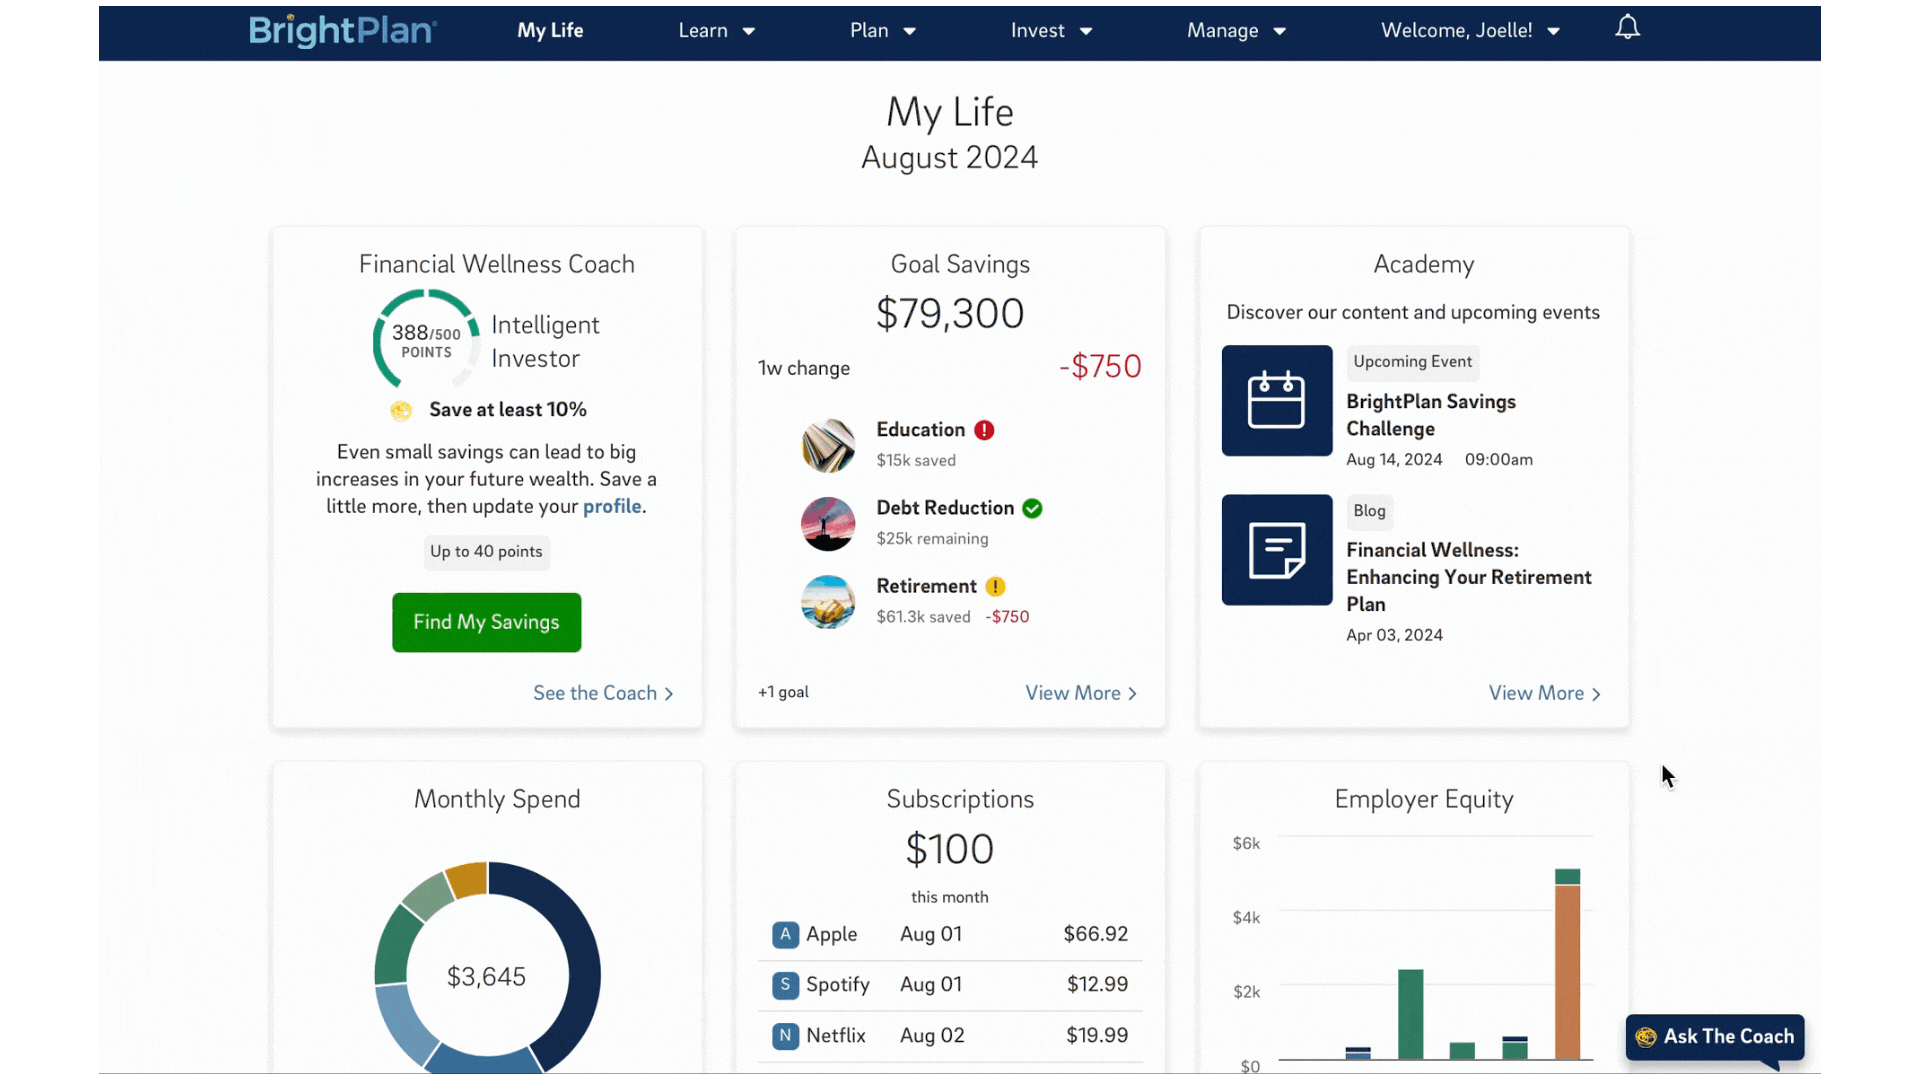 BrightPlan
My Life
Learn
Plan
Invest
Manage
Welcome, Joelle!
My Life
August 2024
Financial Wellness Coach
388/500
POINTS
Intelligent
Investor
Save at least 10%
Even small savings can lead to big
increases in your future wealth. Save a
little more, then update your profile.
Up to 40 points
Find My Savings
See the Coach >
Goal Savings
$79,300
1w change -$750
Education
$15k saved
Debt Reduction
$25k remaining
Retirement
$61.3k saved -$750
+1 goal View More >
Academy
Discover our content and upcoming events
Upcoming Event
BrightPlan Savings
Challenge
Aug 14, 2024 09:00am
Blog
Financial Wellness:
Enhancing Your Retirement
Plan
Apr 03, 2024
View More >
Monthly Spend
$3,645
Subscriptions
$100
this month
A Apple Aug 01 $66.92
S Spotify Aug 01 $12.99
N Netflix Aug 02 $19.99
Employer Equity
$6k
$4k
$2k
$0
Ask The Coach